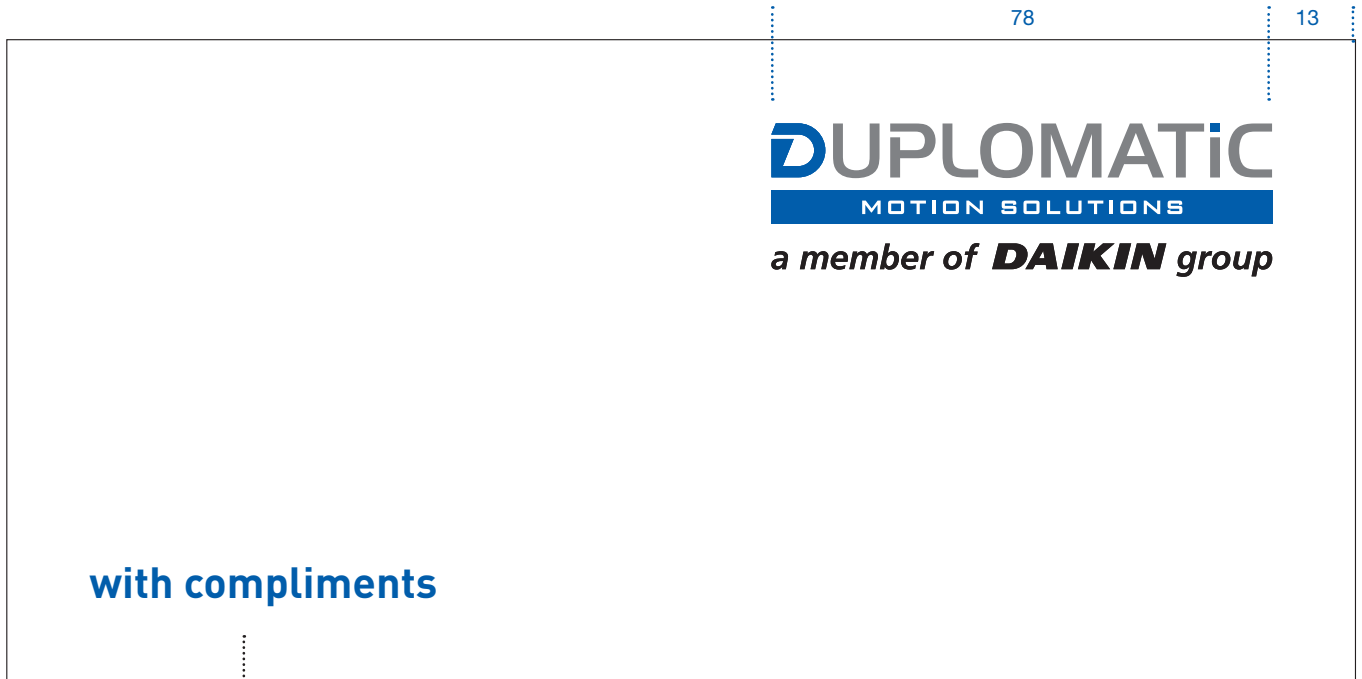 78 13
DUPLOMATiC
MOTION SOLUTIONS
a member of DAIKIN group
with compliments